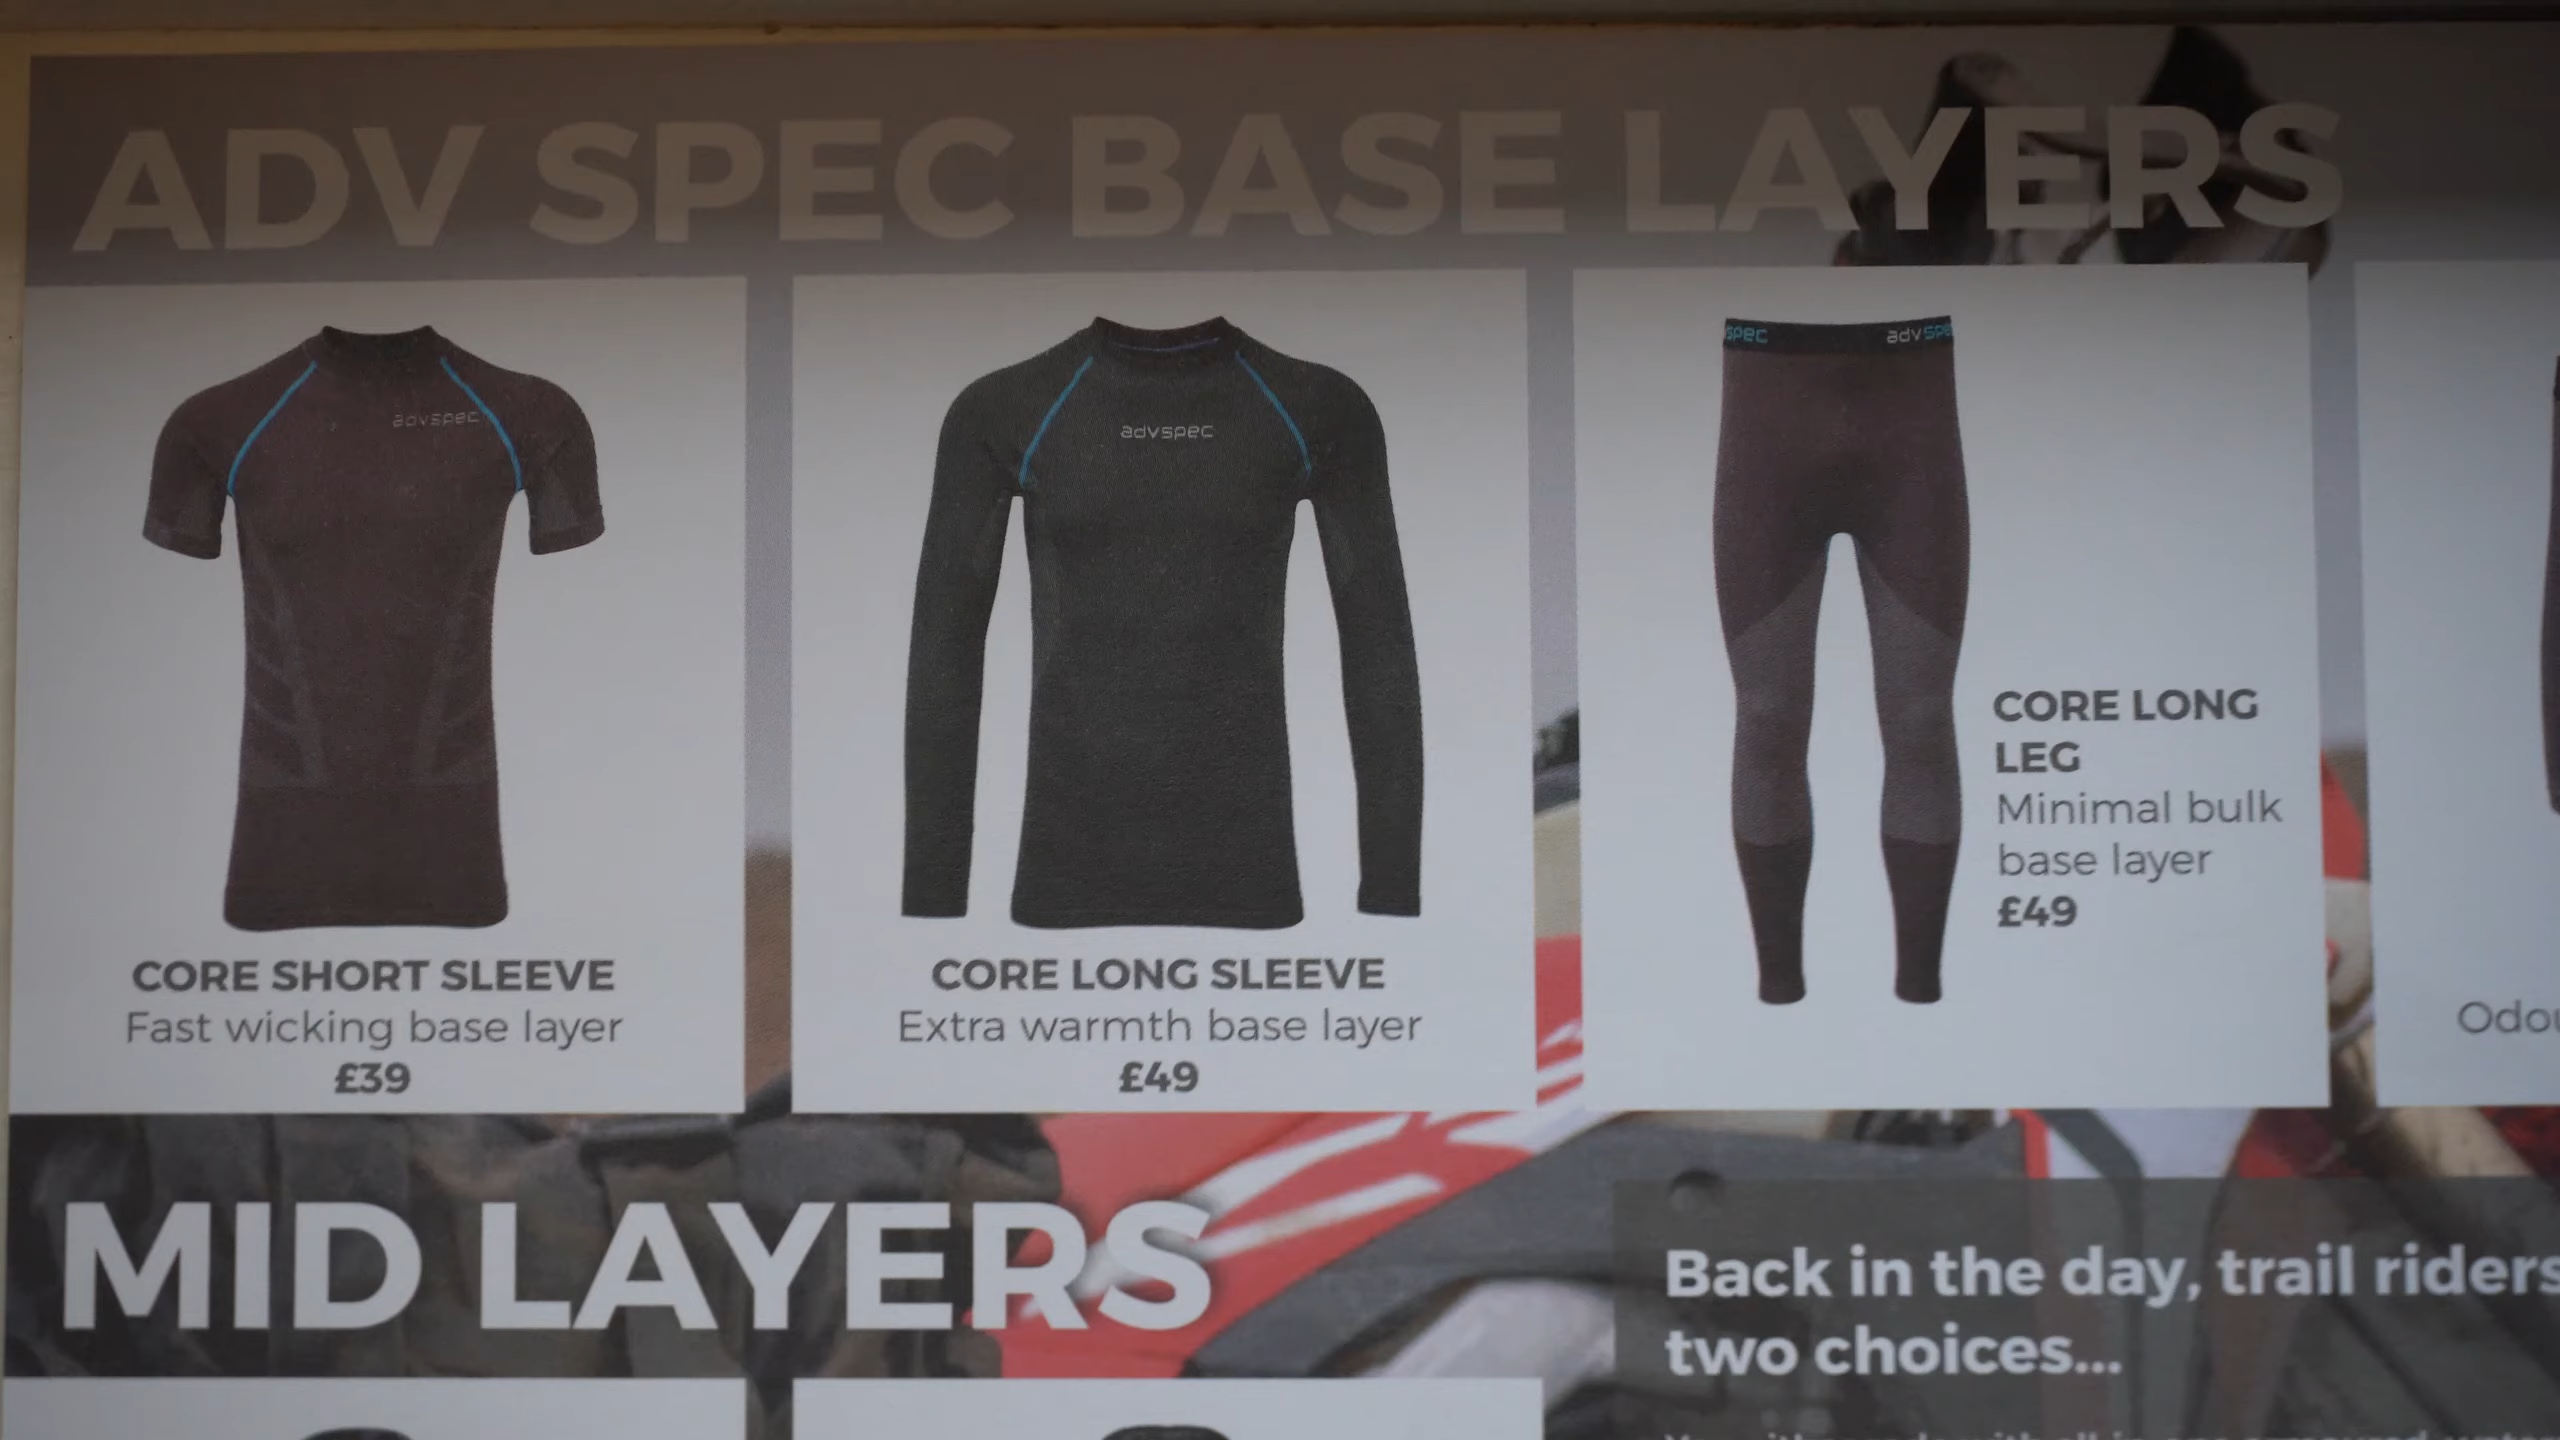 ADV SPEC BASE LAYERS
advspec
CORE SHORT SLEEVE
Fast wicking base layer
£39
advspec
CORE LONG SLEEVE
Extra warmth base layer
£49
spec
adv spe
CORE LONG
LEG
Minimal bulk
base layer
£49
MID LAYERS
Back in the day, trail riders
two choices...